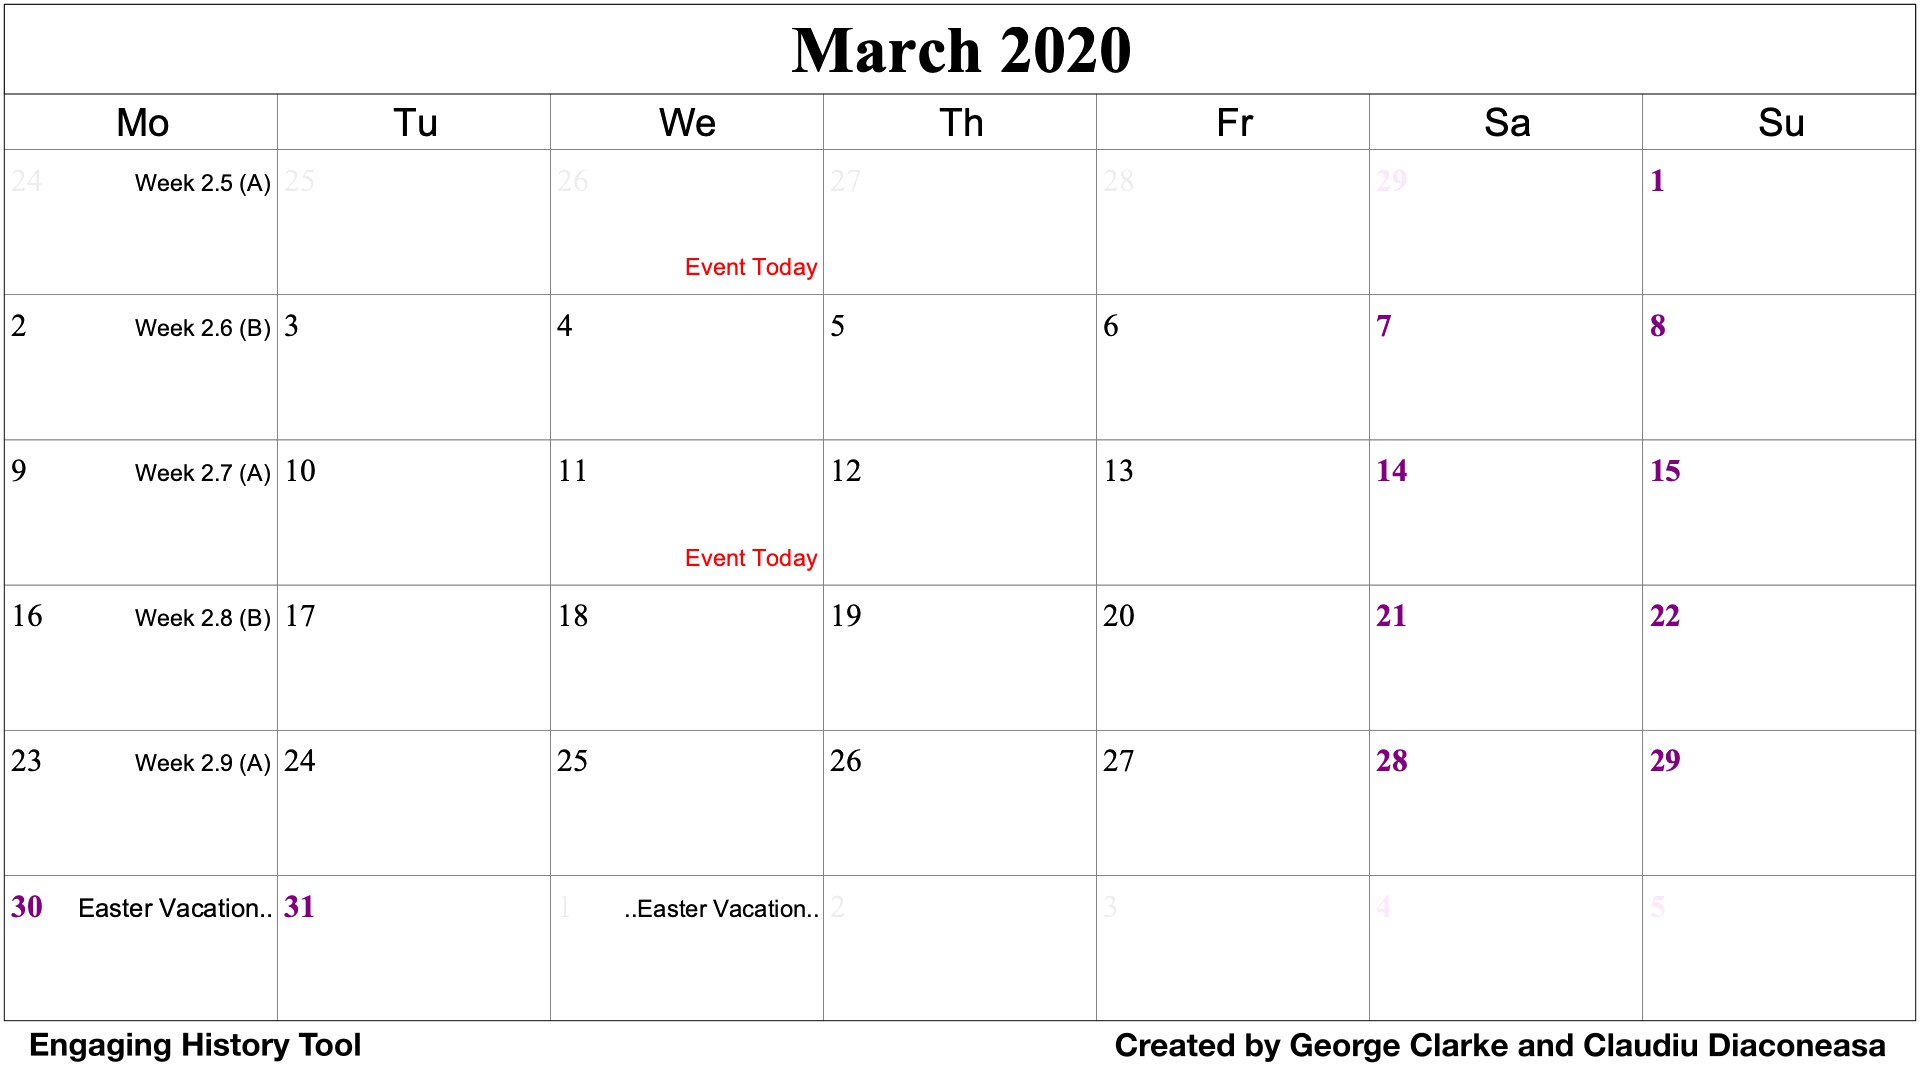 March 2020
Mo Tu We Th Fr Sa Su
24 Week 2.5 (A) 25 26 27 28 29 1
Event Today
2 Week 2.6 (B) 3 4 5 6 7 8
9 Week 2.7 (A) 10 11 12 13 14 15
Event Today
16 Week 2.8 (B) 17 18 19 20 21 22
23 Week 2.9 (A) 24 25 26 27 28 29
30 Easter Vacation.. 31 1 ..Easter Vacation.. 2 3 4 5
Engaging History Tool Created by George Clarke and Claudiu Diaconeasa